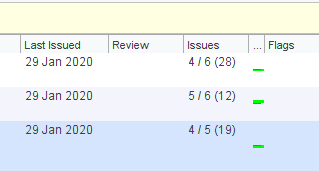 Last Issued Review Issues ... Flags
29 Jan 2020 4 / 6 (28)
29 Jan 2020 5 / 6 (12)
29 Jan 2020 4 / 5 (19)